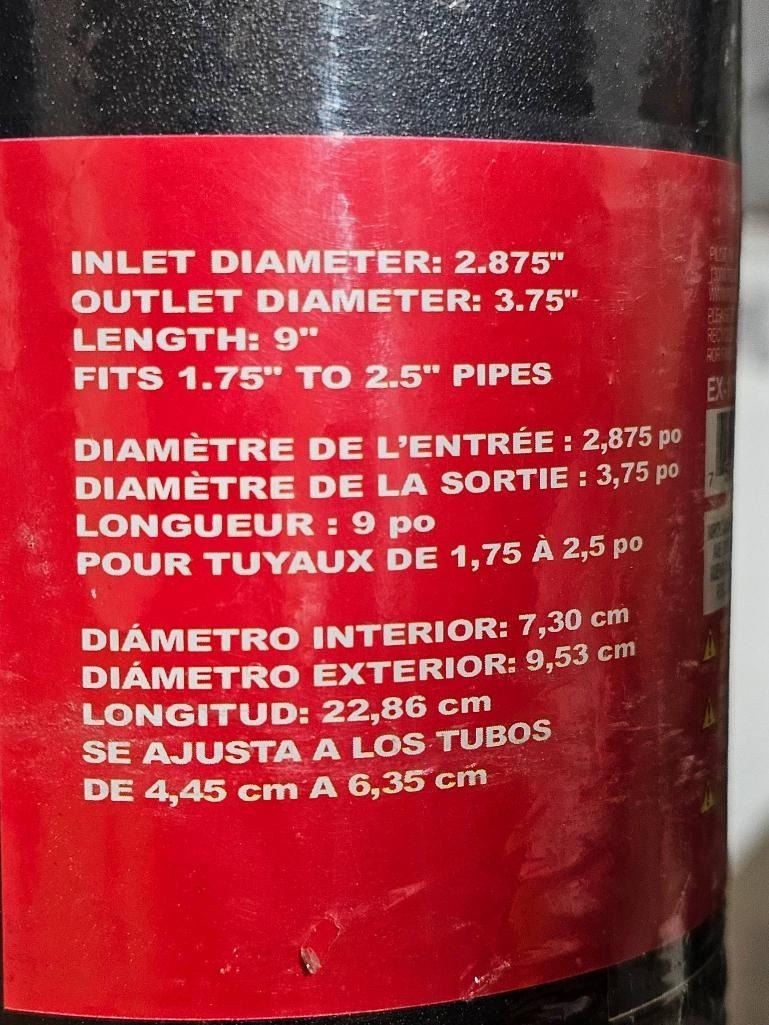 INLET DIAMETER: 2.875"
OUTLET DIAMETER: 3.75"
LENGTH: 9"
FITS 1.75" TO 2.5" PIPES
DIAMÈTRE DE L'ENTRÉE : 2,875 po
DIAMÈTRE DE LA SORTIE : 3,75 po
LONGUEUR : 9 po
POUR TUYAUX DE 1,75 À 2,5 po
DIÁMETRO INTERIOR: 7,30 cm
DIÁMETRO EXTERIOR: 9,53 cm
LONGITUD: 22,86 cm
SE AJUSTA A LOS TUBOS
DE 4,45 cm A 6,35 cm
EX-
7